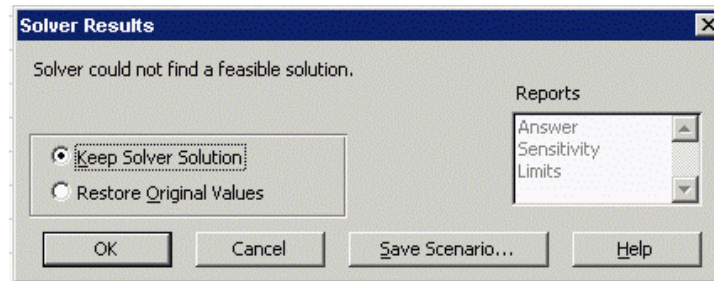 Solver Results
Solver could not find a feasible solution.
Reports
Answer
Sensitivity
Limits
Keep Solver Solution
Restore Original Values
OK Cancel Save Scenario... Help